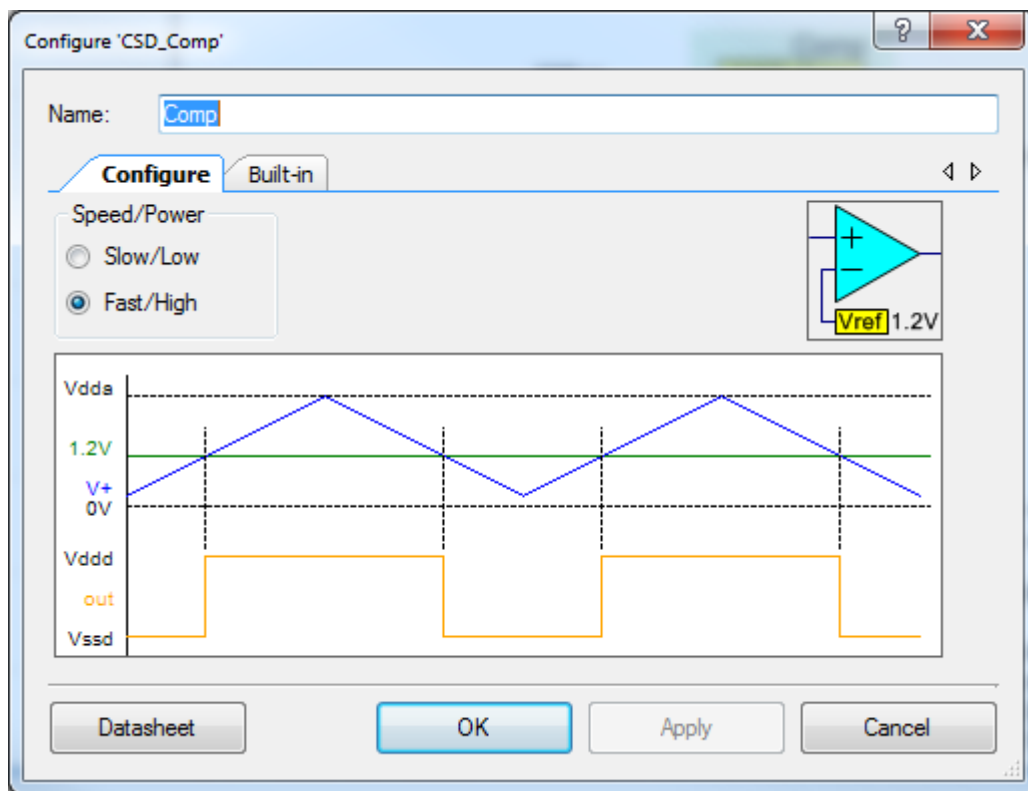 Configure 'CSD_Comp'
Name: Comp
Configure Built-in
Speed/Power
Slow/Low
Fast/High
Vref 1.2V
Vdda
1.2V
V+
0V
Vddd
out
Vssd
Datasheet OK Apply Cancel